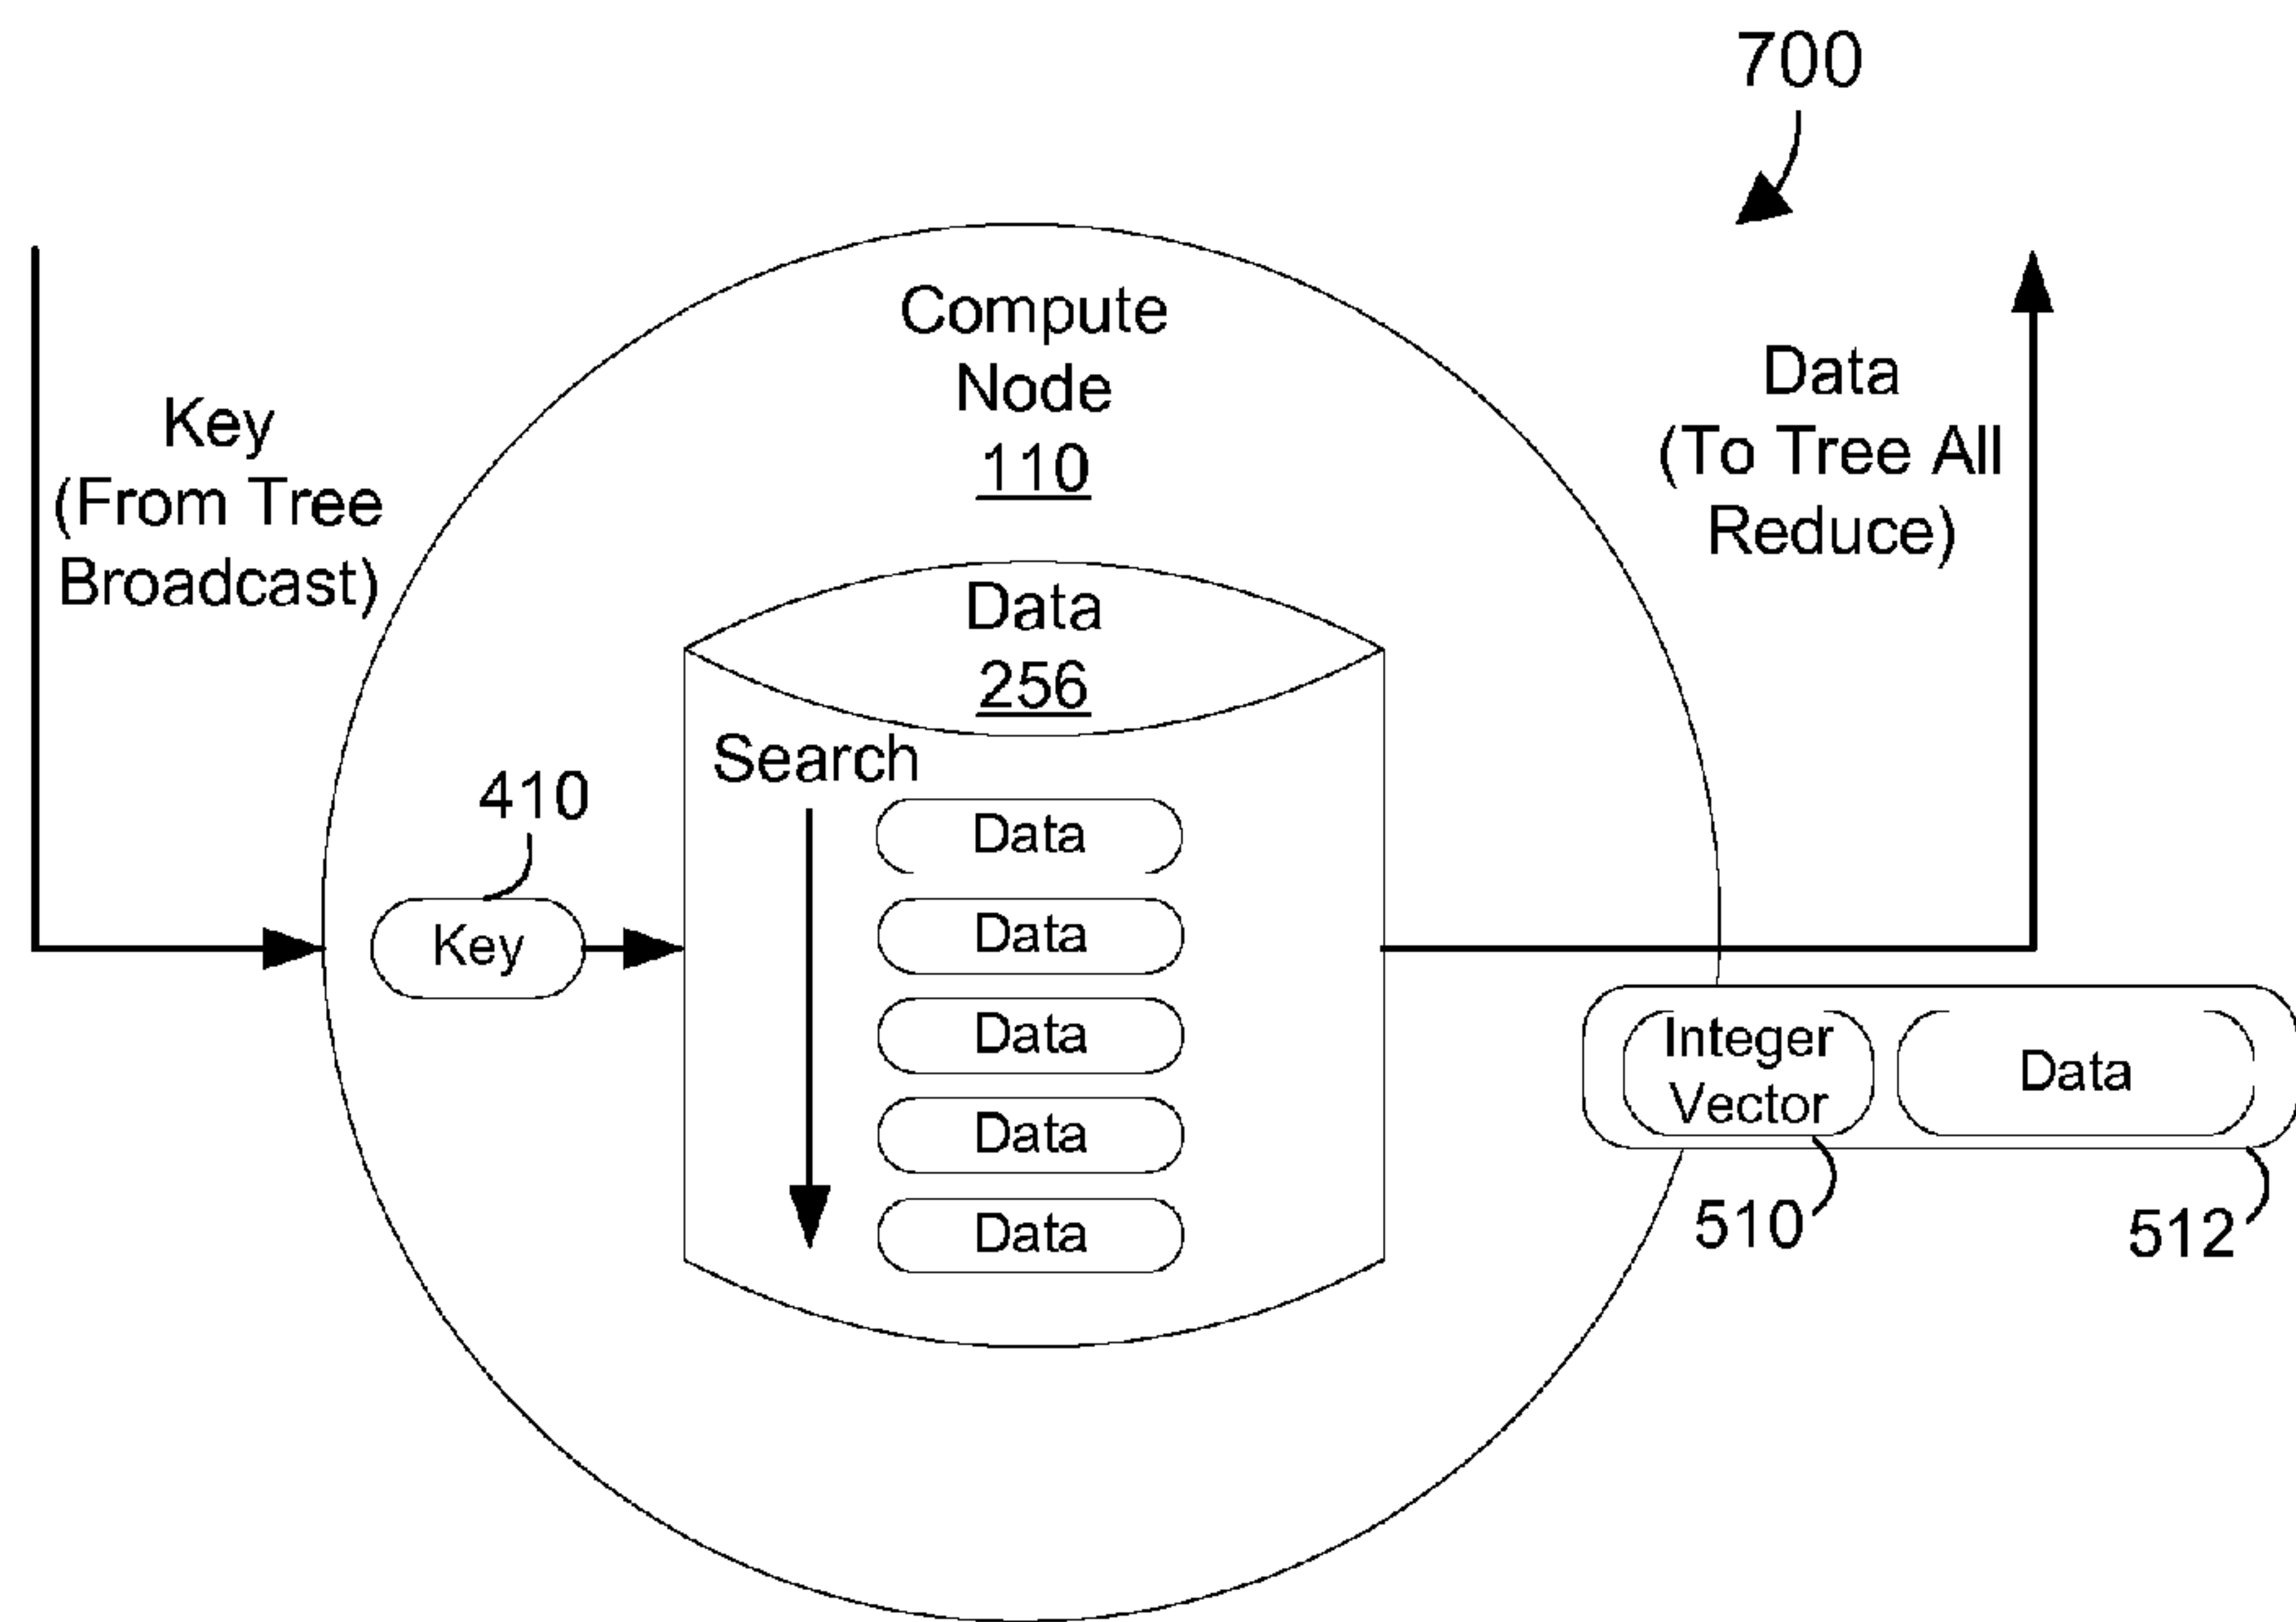 700
Compute
Node
110
Key
(From Tree
Broadcast)
Data
(To Tree All
Reduce)
Data
256
Search
410
Key
Data
Data
Data
Data
Data
Integer
Vector
Data
510
512